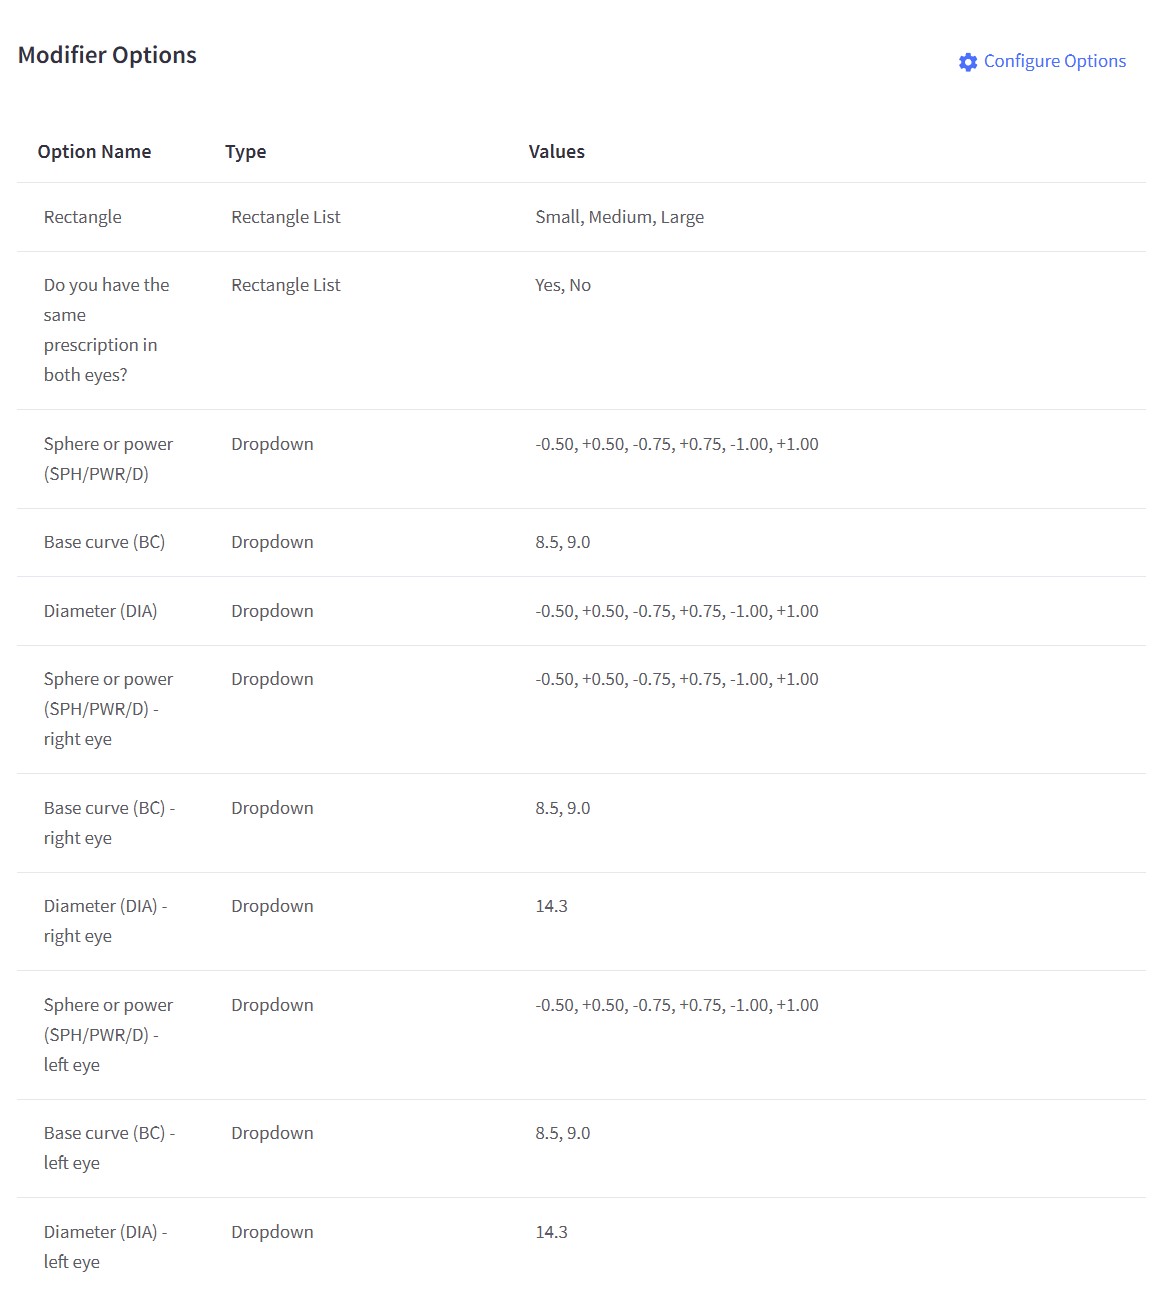 Modifier Options
Configure Options
Option Name Type Values
Rectangle Rectangle List Small, Medium, Large
Do you have the Rectangle List Yes, No
same
prescription in
both eyes?
Sphere or power Dropdown -0.50, +0.50, -0.75, +0.75, -1.00, +1.00
(SPH/PWR/D)
Base curve (BC) Dropdown 8.5, 9.0
Diameter (DIA) Dropdown -0.50, +0.50, -0.75, +0.75, -1.00, +1.00
Sphere or power Dropdown -0.50, +0.50, -0.75, +0.75, -1.00, +1.00
(SPH/PWR/D) -
right eye
Base curve (BC) - Dropdown 8.5, 9.0
right eye
Diameter (DIA) - Dropdown 14.3
right eye
Sphere or power Dropdown -0.50, +0.50, -0.75, +0.75, -1.00, +1.00
(SPH/PWR/D) -
left eye
Base curve (BC) - Dropdown 8.5, 9.0
left eye
Diameter (DIA) - Dropdown 14.3
left eye